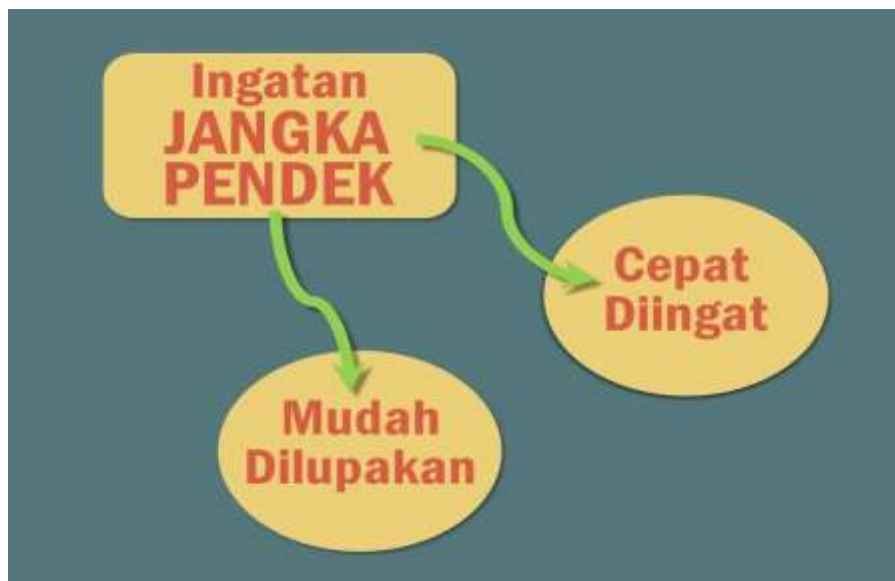 Ingatan
JANGKA
PENDEK
Cepat
Diingat
Mudah
Dilupakan